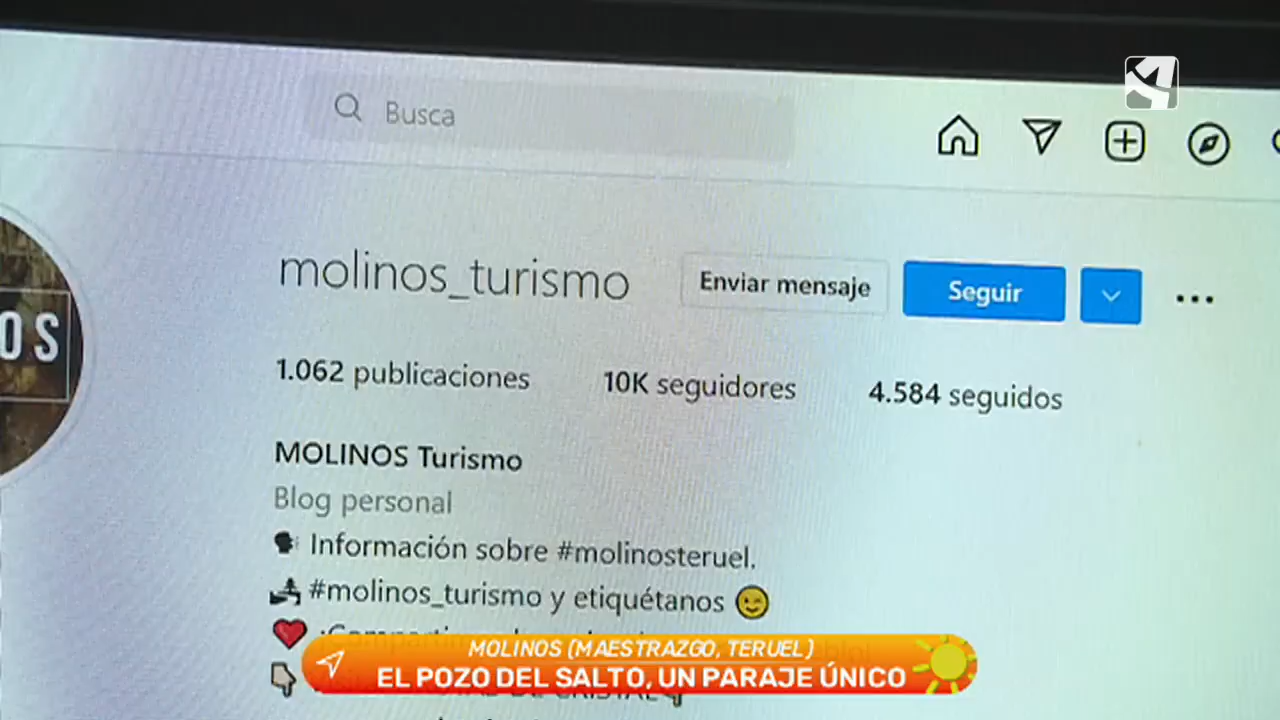 Busca
molinos_turismo Enviar mensaje Seguir
OS
1.062 publicaciones 10K seguidores 4.584 seguidos
MOLINOS Turismo
Blog personal
Información sobre #molinosteruel.
#molinos_turismo y etiquétanos
MOLINOS (MAESTRAZGO, TERUEL)
EL POZO DEL SALTO, UN PARAJE ÚNICO